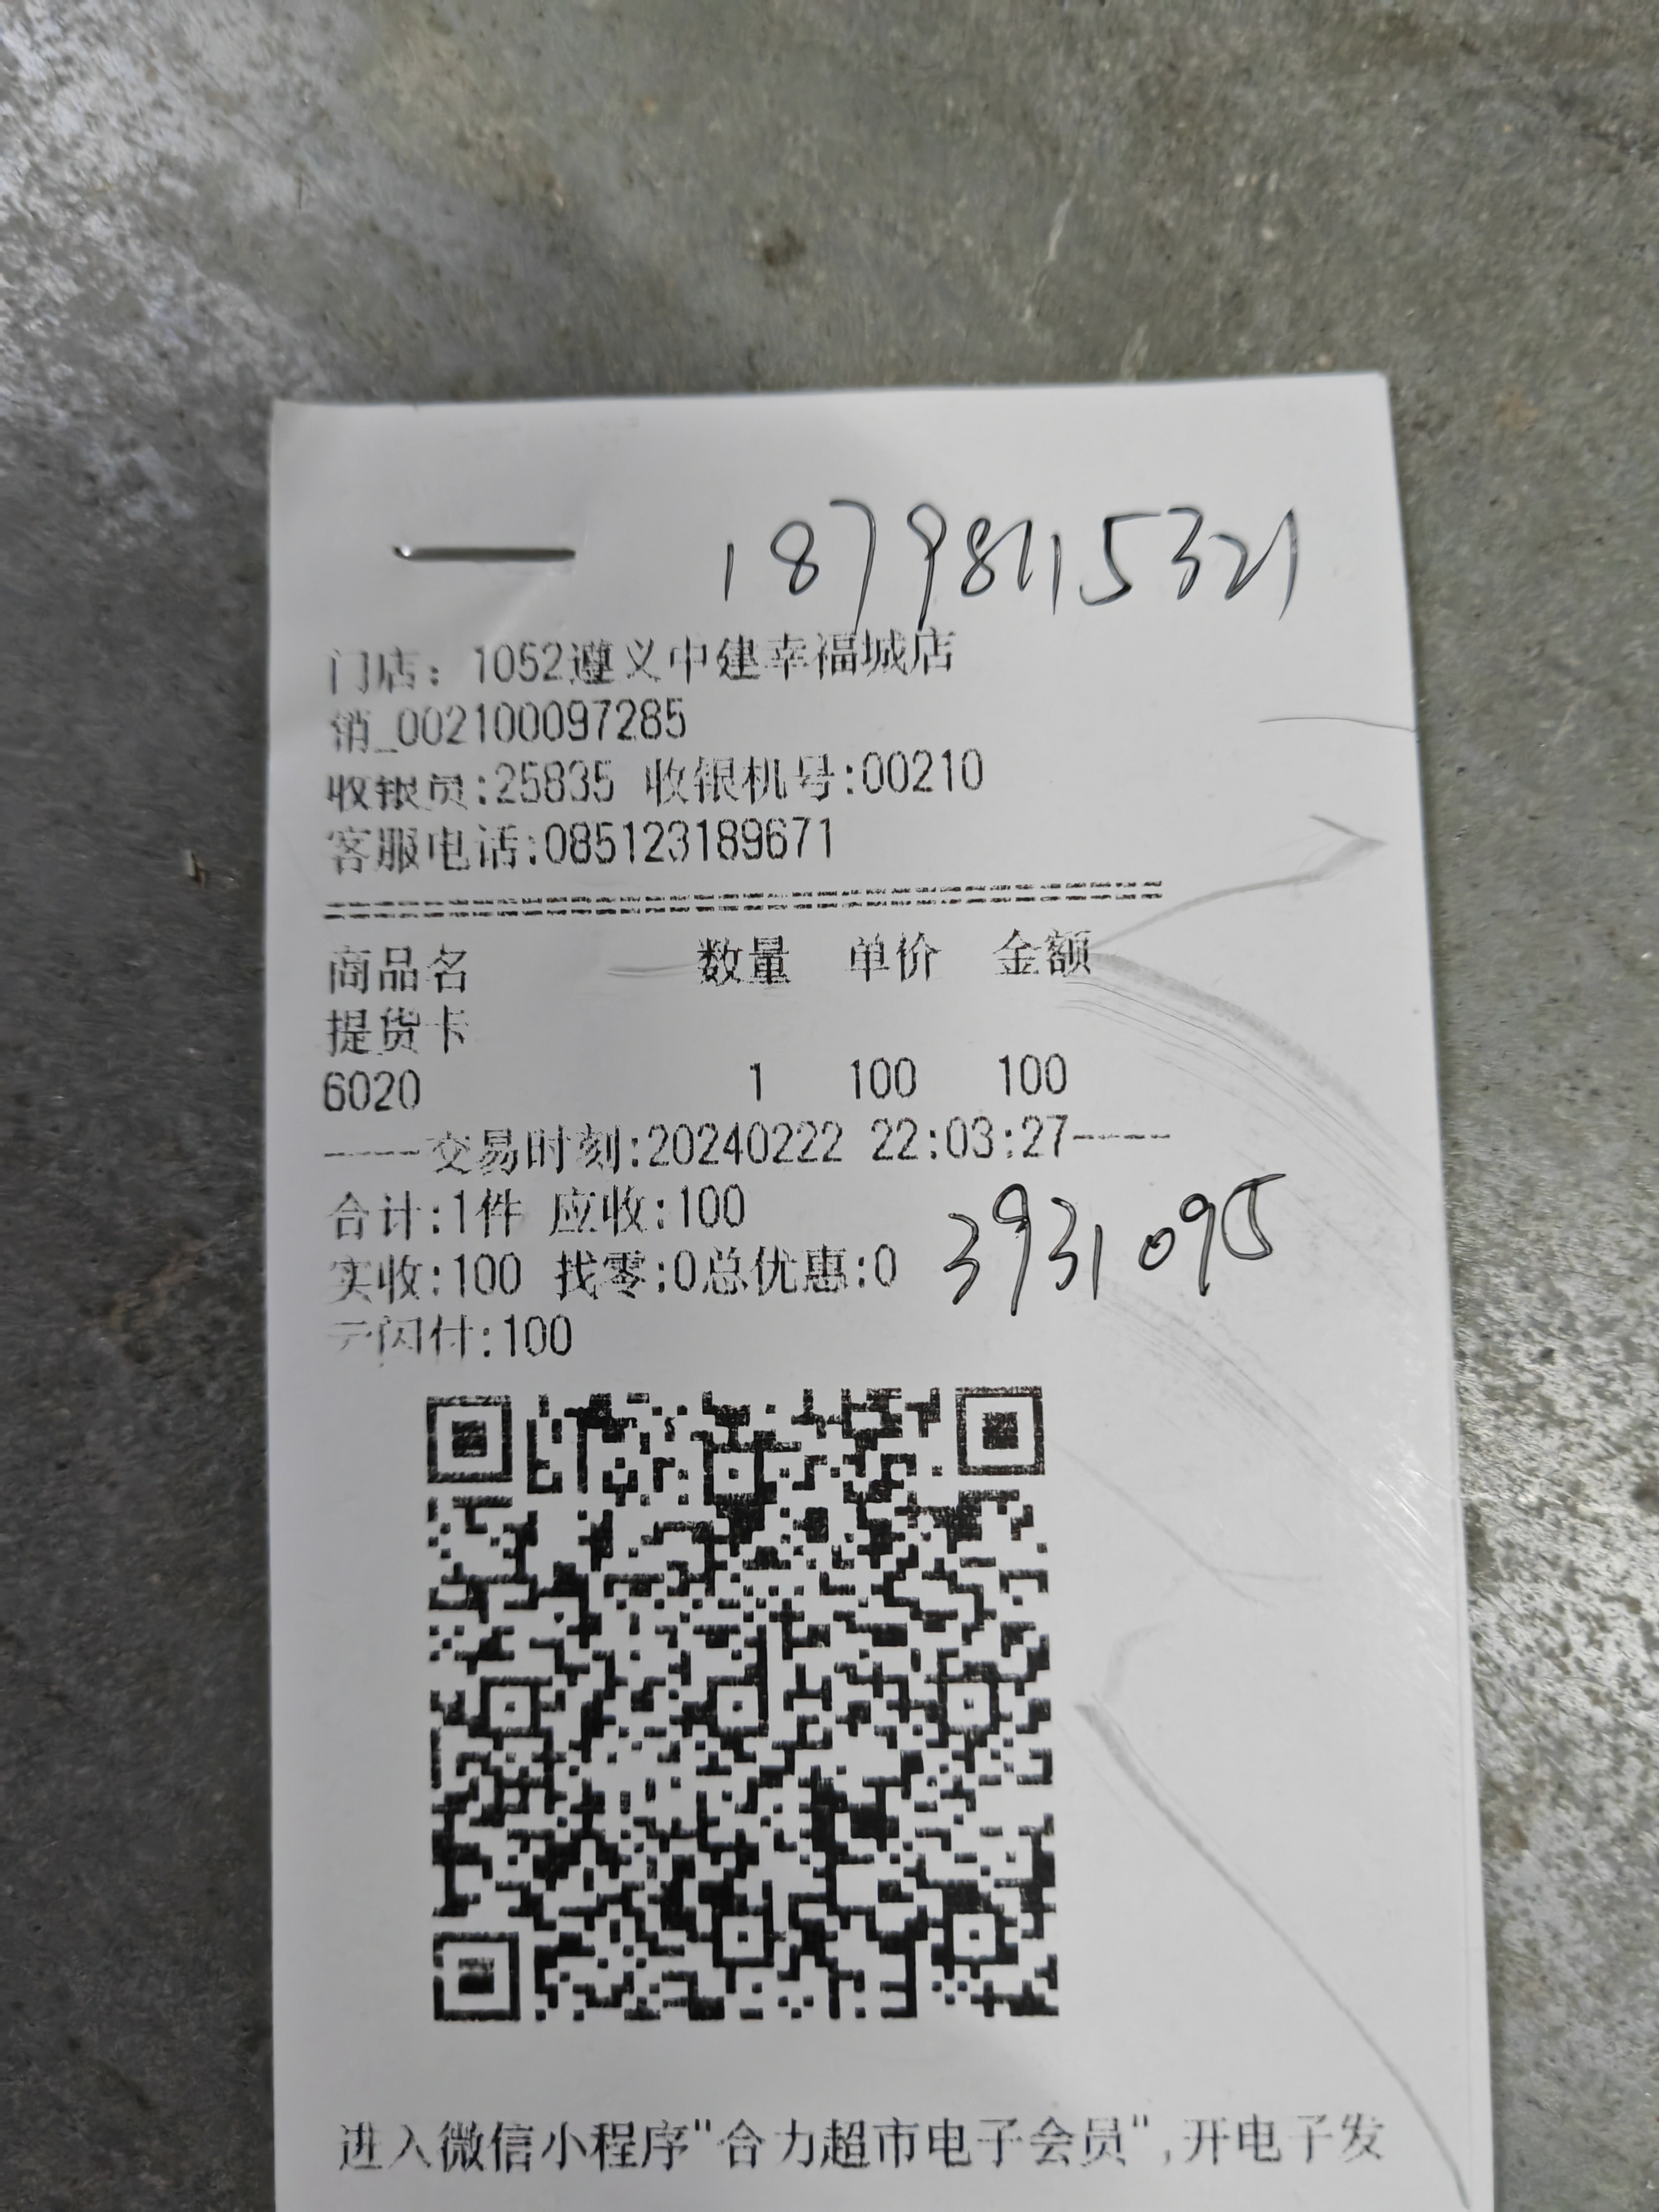 18798115321
门店：1052遵义中建幸福城店
销_002100097285
收银员:25835 收银机号:00210
客服电话:085123189671
商品名 数量 单价 金额
提货卡
6020 1 100 100
----交易时刻:20240222 22:03:27----
合计:1件 应收:100
实收:100 找零:0总优惠:0
3931095
云闪付:100
进入微信小程序"合力超市电子会员",开电子发